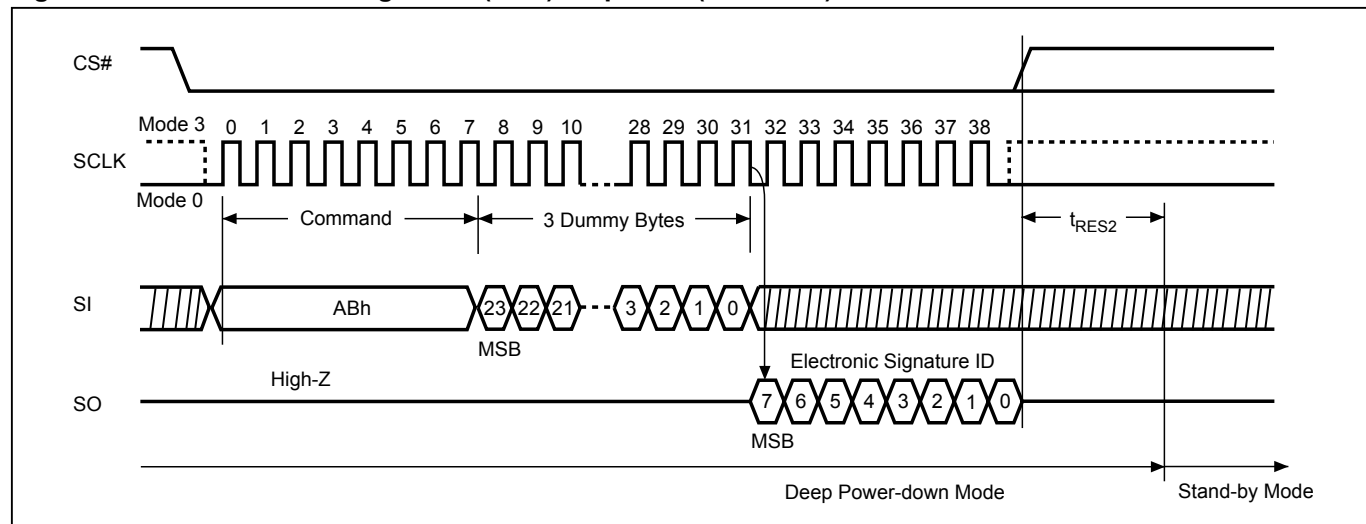 CS#
Mode 3 0 1 2 3 4 5 6 7 8 9 10 28 29 30 31 32 33 34 35 36 37 38
SCLK
Mode 0
Command 3 Dummy Bytes tRES2
SI ABh 23 22 21 3 2 1 0
MSB
High-Z Electronic Signature ID
SO 7 6 5 4 3 2 1 0
MSB
Deep Power-down Mode Stand-by Mode